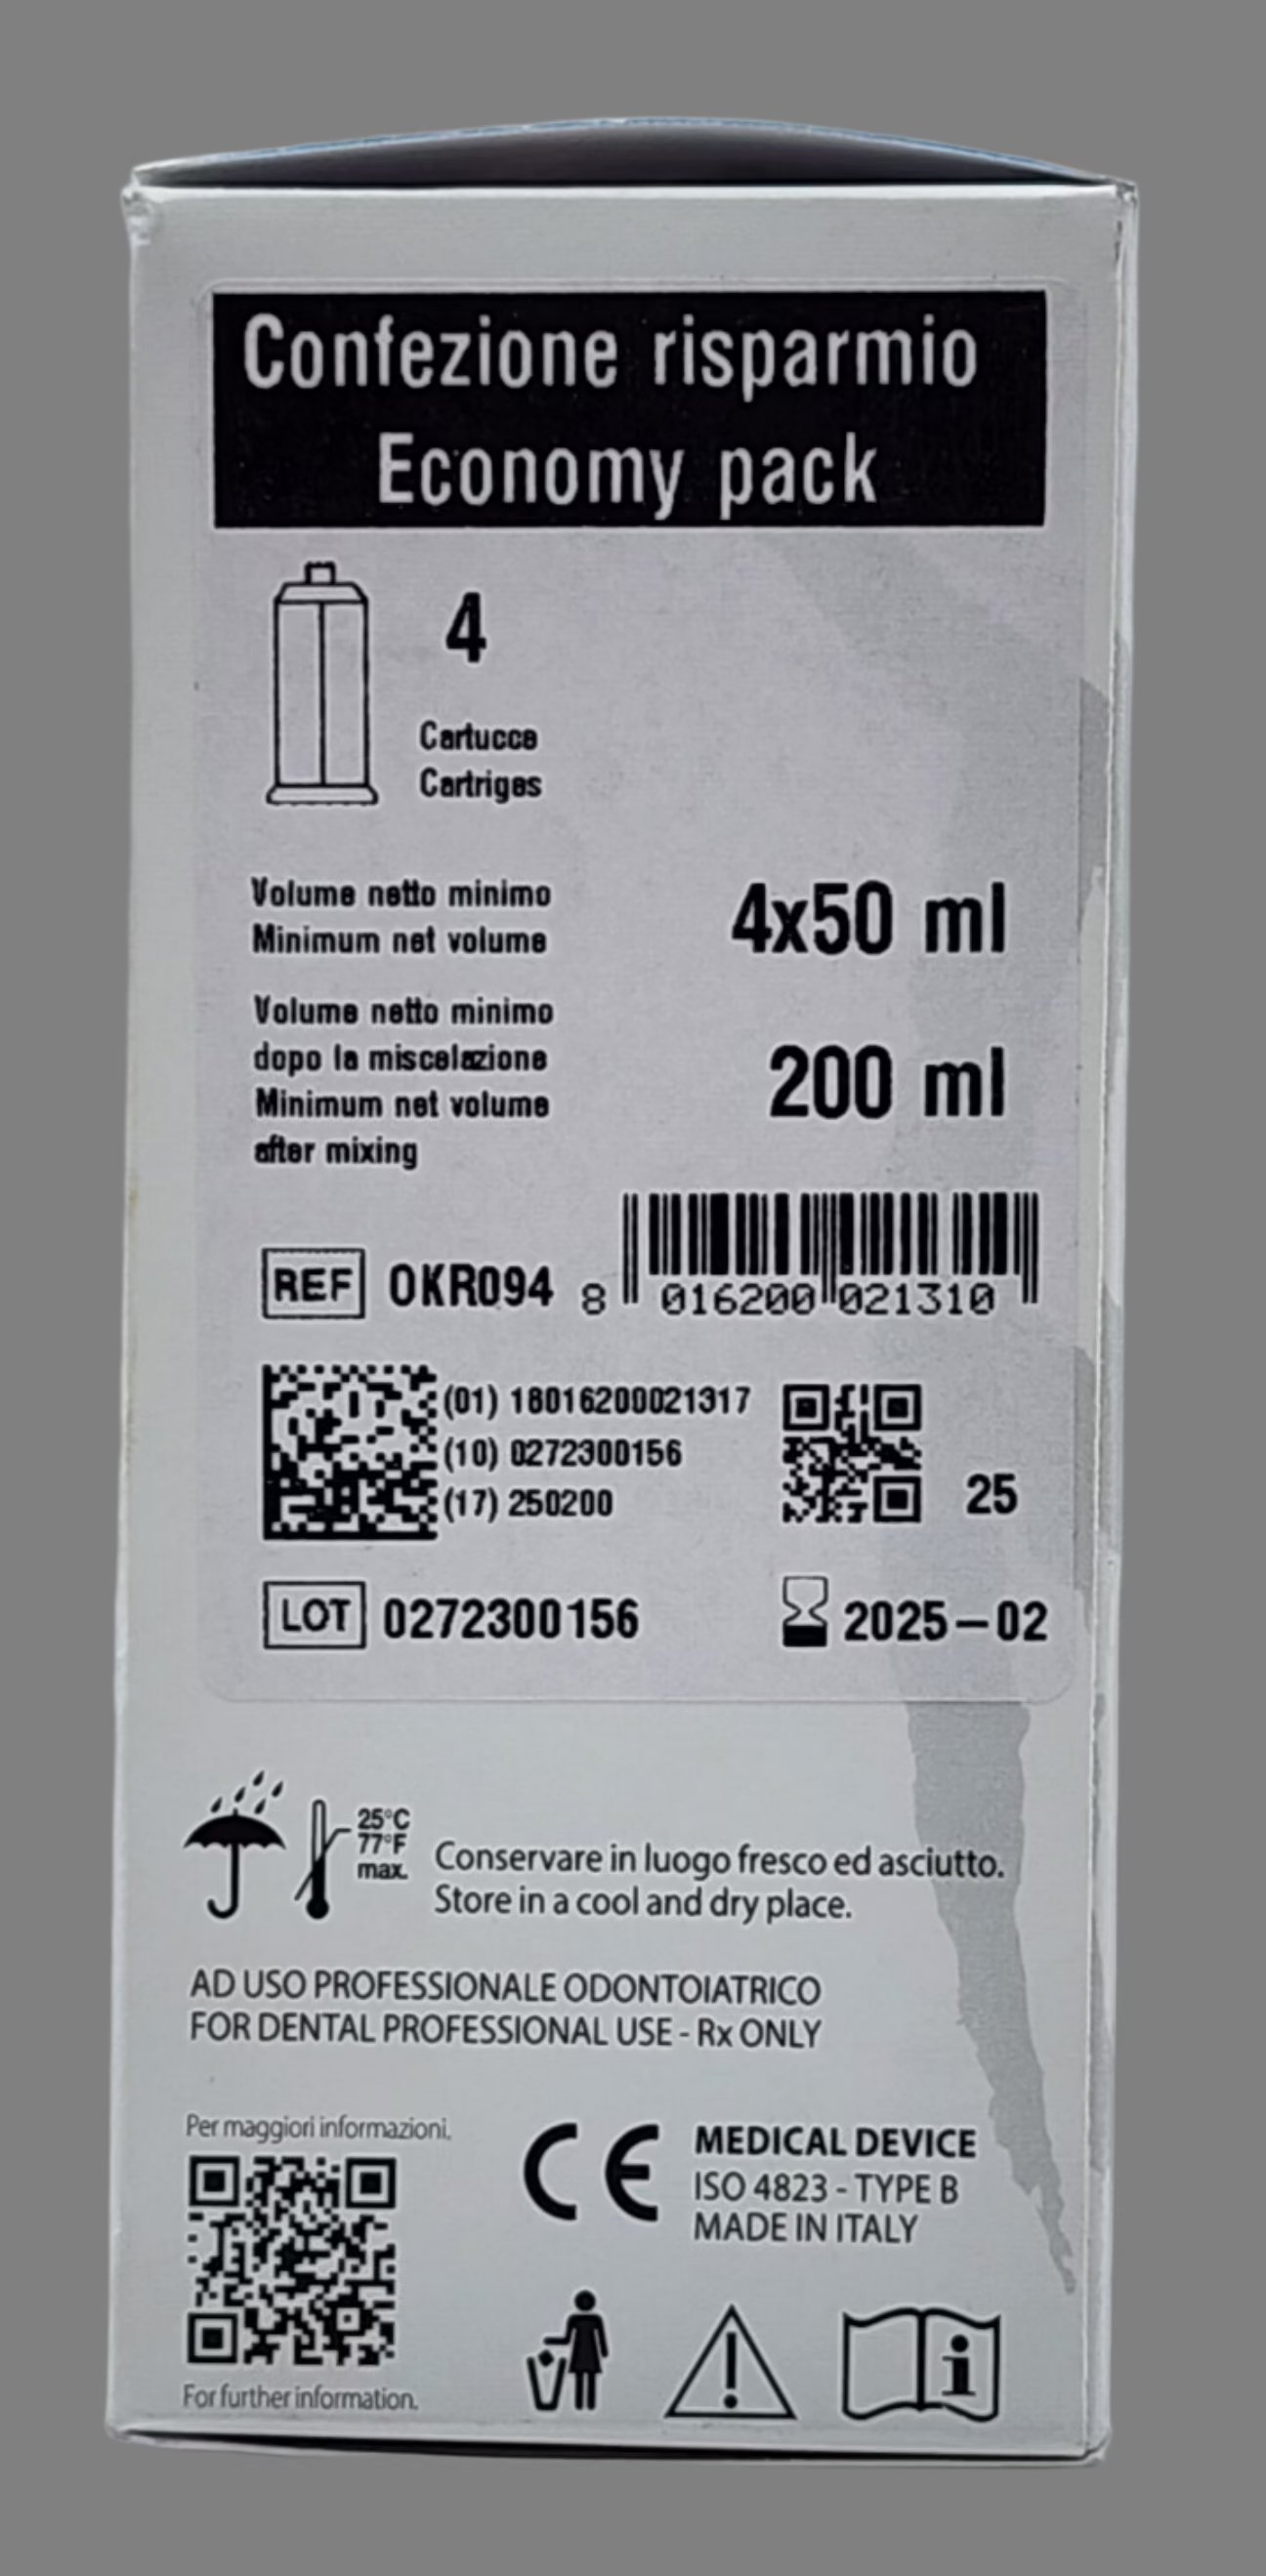 Confezione risparmio
Economy pack
4
Cartucce
Cartriges
Volume netto minimo
Minimum net volume
4x50 ml
Volume netto minimo
dopo la miscelazione
Minimum net volume
after mixing
200 ml
REF OKR094
8 016200 021310
(01) 18016200021317
(10) 0272300156
(17) 250200
25
LOT 0272300156
2025-02
25°C
77°F
max.
Conservare in luogo fresco ed asciutto.
Store in a cool and dry place.
AD USO PROFESSIONALE ODONTOIATRICO
FOR DENTAL PROFESSIONAL USE - Rx ONLY
Per maggiori informazioni.
For further information.
CE
MEDICAL DEVICE
ISO 4823 - TYPE B
MADE IN ITALY